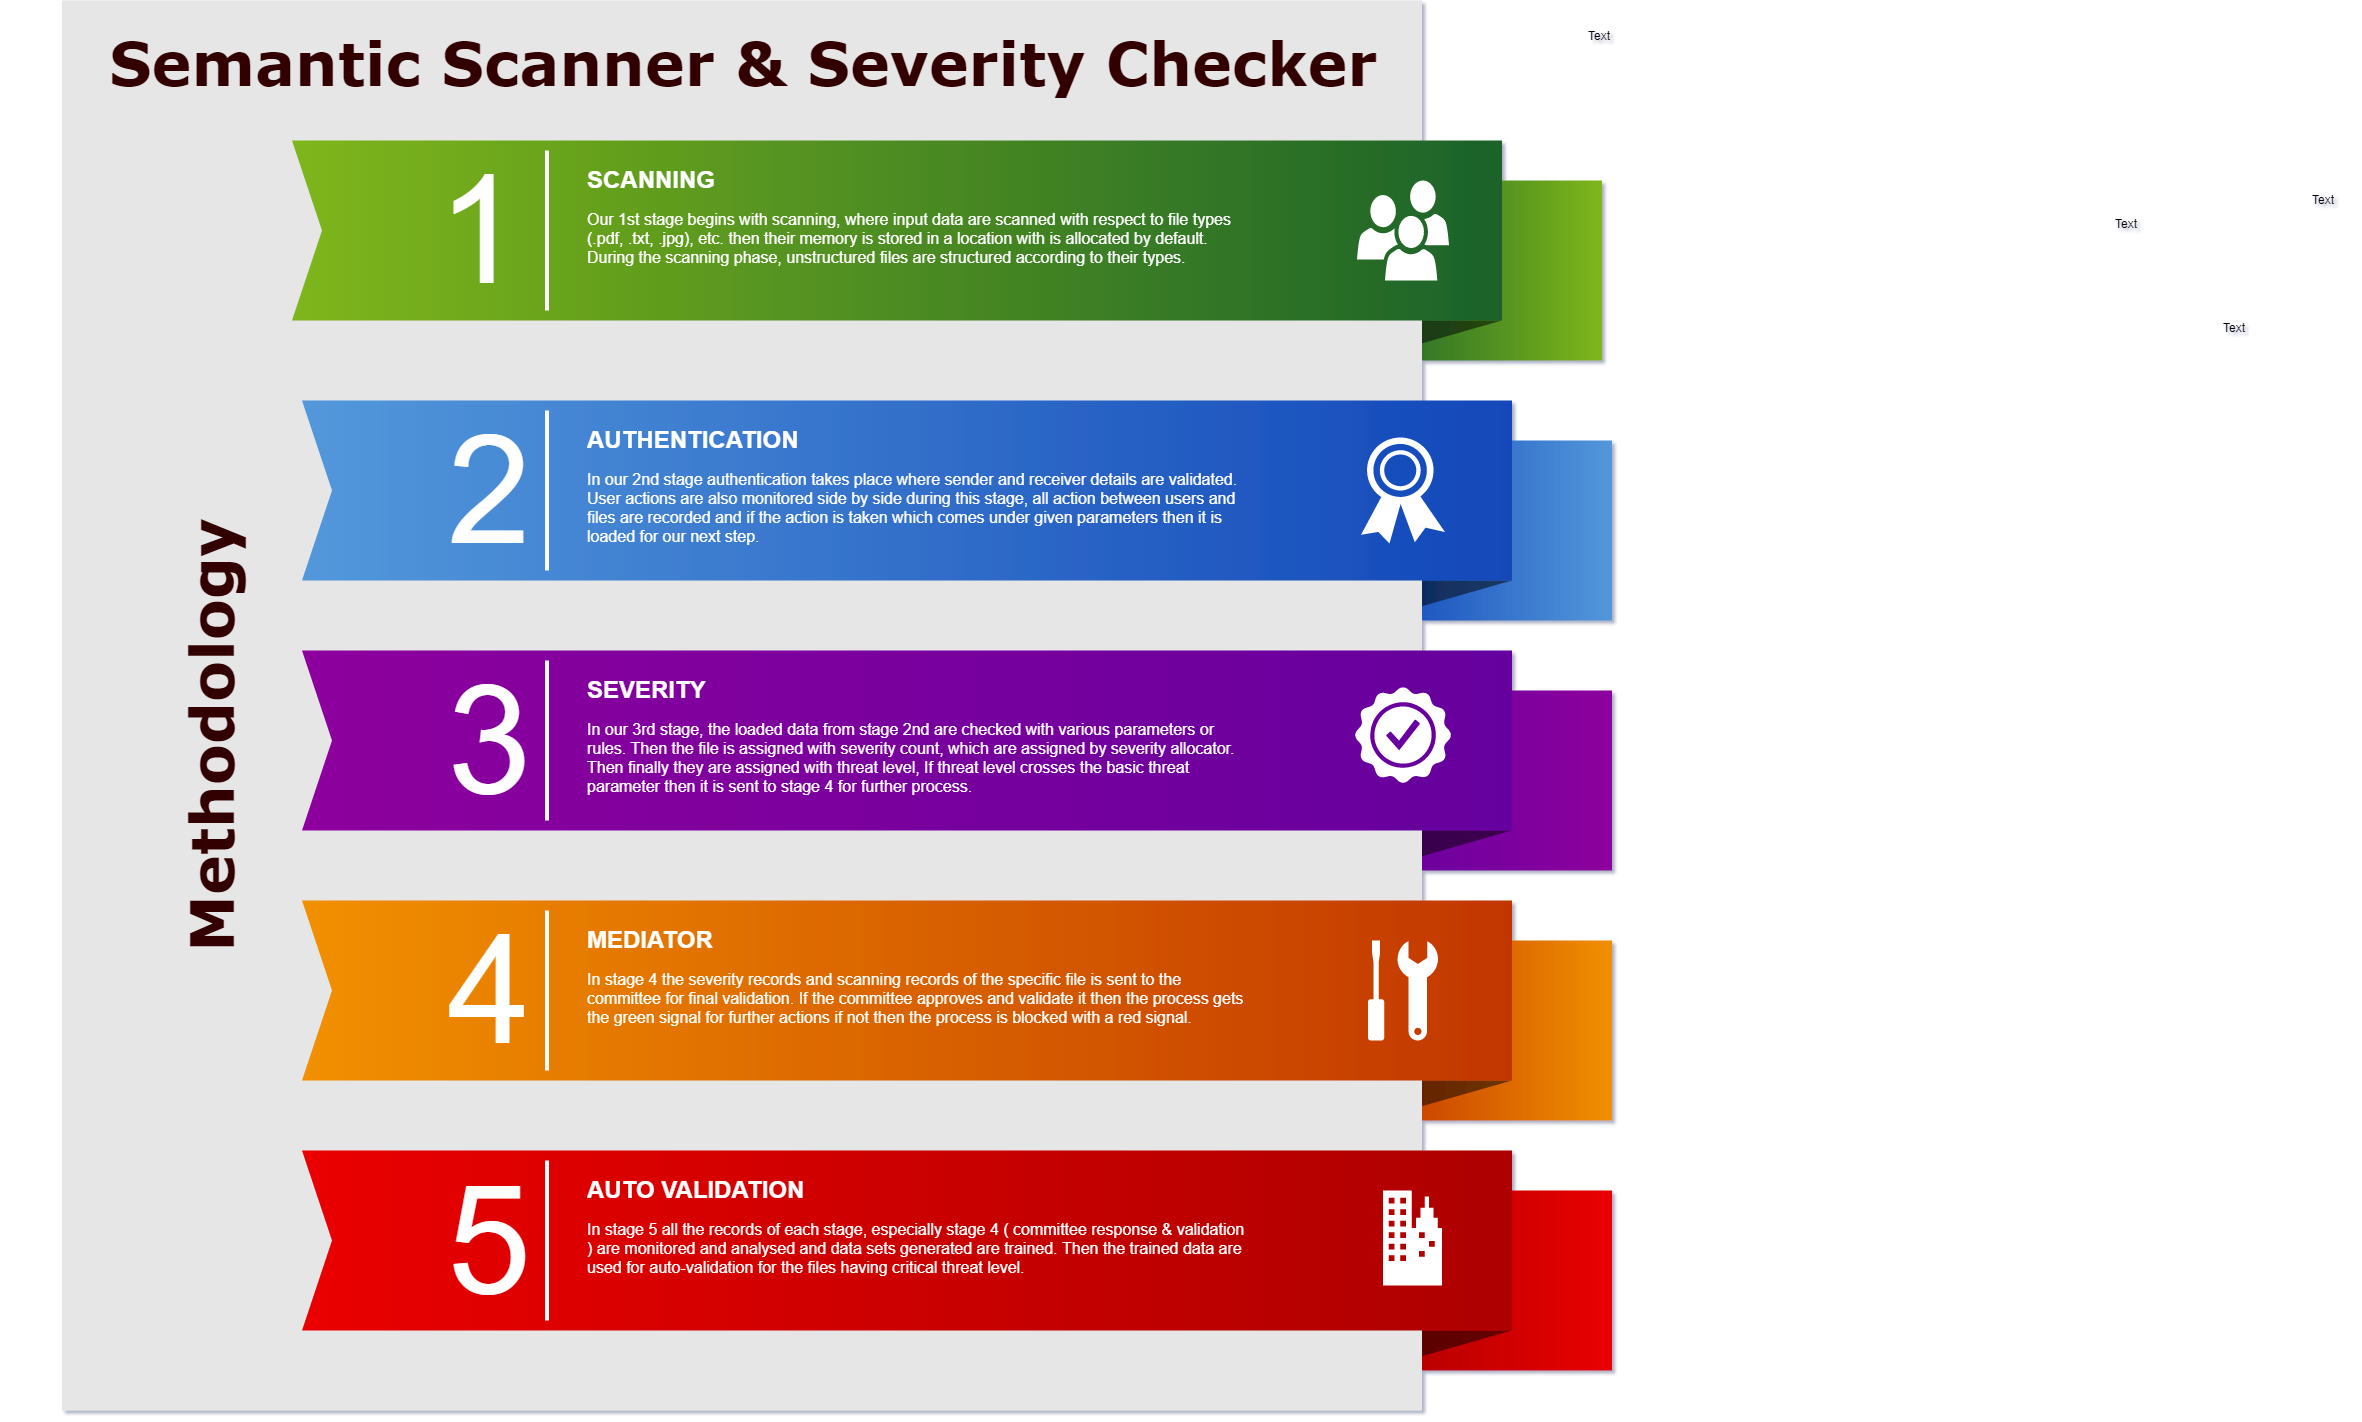 Semantic Scanner & Severity Checker
Text
Text
Text
Text
Methodology
1
SCANNING
Our 1st stage begins with scanning, where input data are scanned with respect to file types
(.pdf, .txt, .jpg), etc. then their memory is stored in a location with is allocated by default.
During the scanning phase, unstructured files are structured according to their types.
2
AUTHENTICATION
In our 2nd stage authentication takes place where sender and receiver details are validated.
User actions are also monitored side by side during this stage, all action between users and
files are recorded and if the action is taken which comes under given parameters then it is
loaded for our next step.
3
SEVERITY
In our 3rd stage, the loaded data from stage 2nd are checked with various parameters or
rules. Then the file is assigned with severity count, which are assigned by severity allocator.
Then finally they are assigned with threat level, If threat level crosses the basic threat
parameter then it is sent to stage 4 for further process.
4
MEDIATOR
In stage 4 the severity records and scanning records of the specific file is sent to the
committee for final validation. If the committee approves and validate it then the process gets
the green signal for further actions if not then the process is blocked with a red signal.
5
AUTO VALIDATION
In stage 5 all the records of each stage, especially stage 4 ( committee response & validation
) are monitored and analysed and data sets generated are trained. Then the trained data are
used for auto-validation for the files having critical threat level.